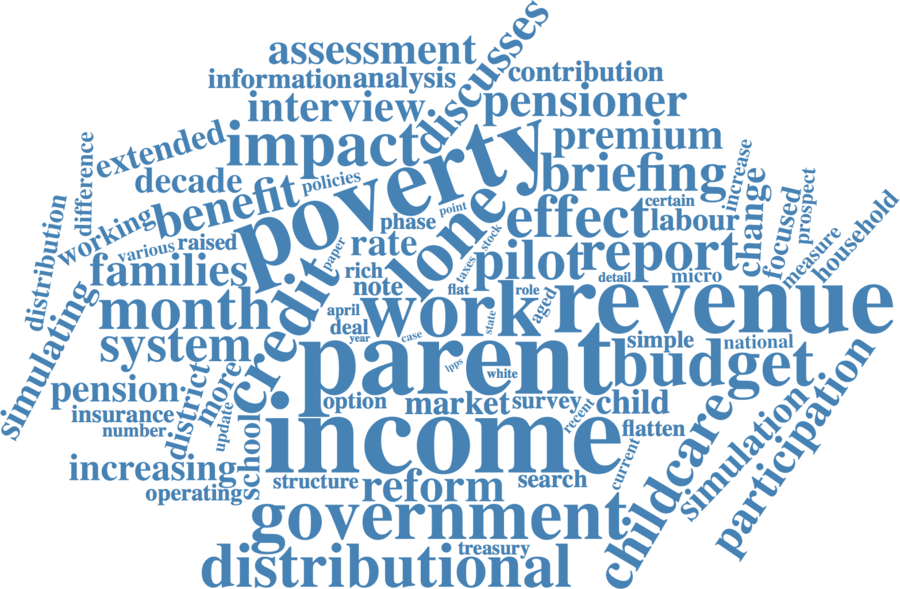 assessment
discusses
information
analysis
contribution
interview
pensioner
extended
impact
poverty
premium
difference
decade
benefit
policies
briefing
increase
working
various
raised
phase
point
alone
effect
certain
labour
change
focused
prospect
distribution
families
paper
rate
rich
note
taxes
stock
pilot
report
detail
micro
measure
household
simulating
month
credit
april
deal
year
case
work
flat
role
state
aged
revenue
system
parent
lpps
white
simple
national
budget
pension
insurance
number
district
more
update
school
option
market
survey
recent
child
flatten
participation
income
increasing
operating
structure
reform
search
current
childcare
simulation
government
treasury
distributional